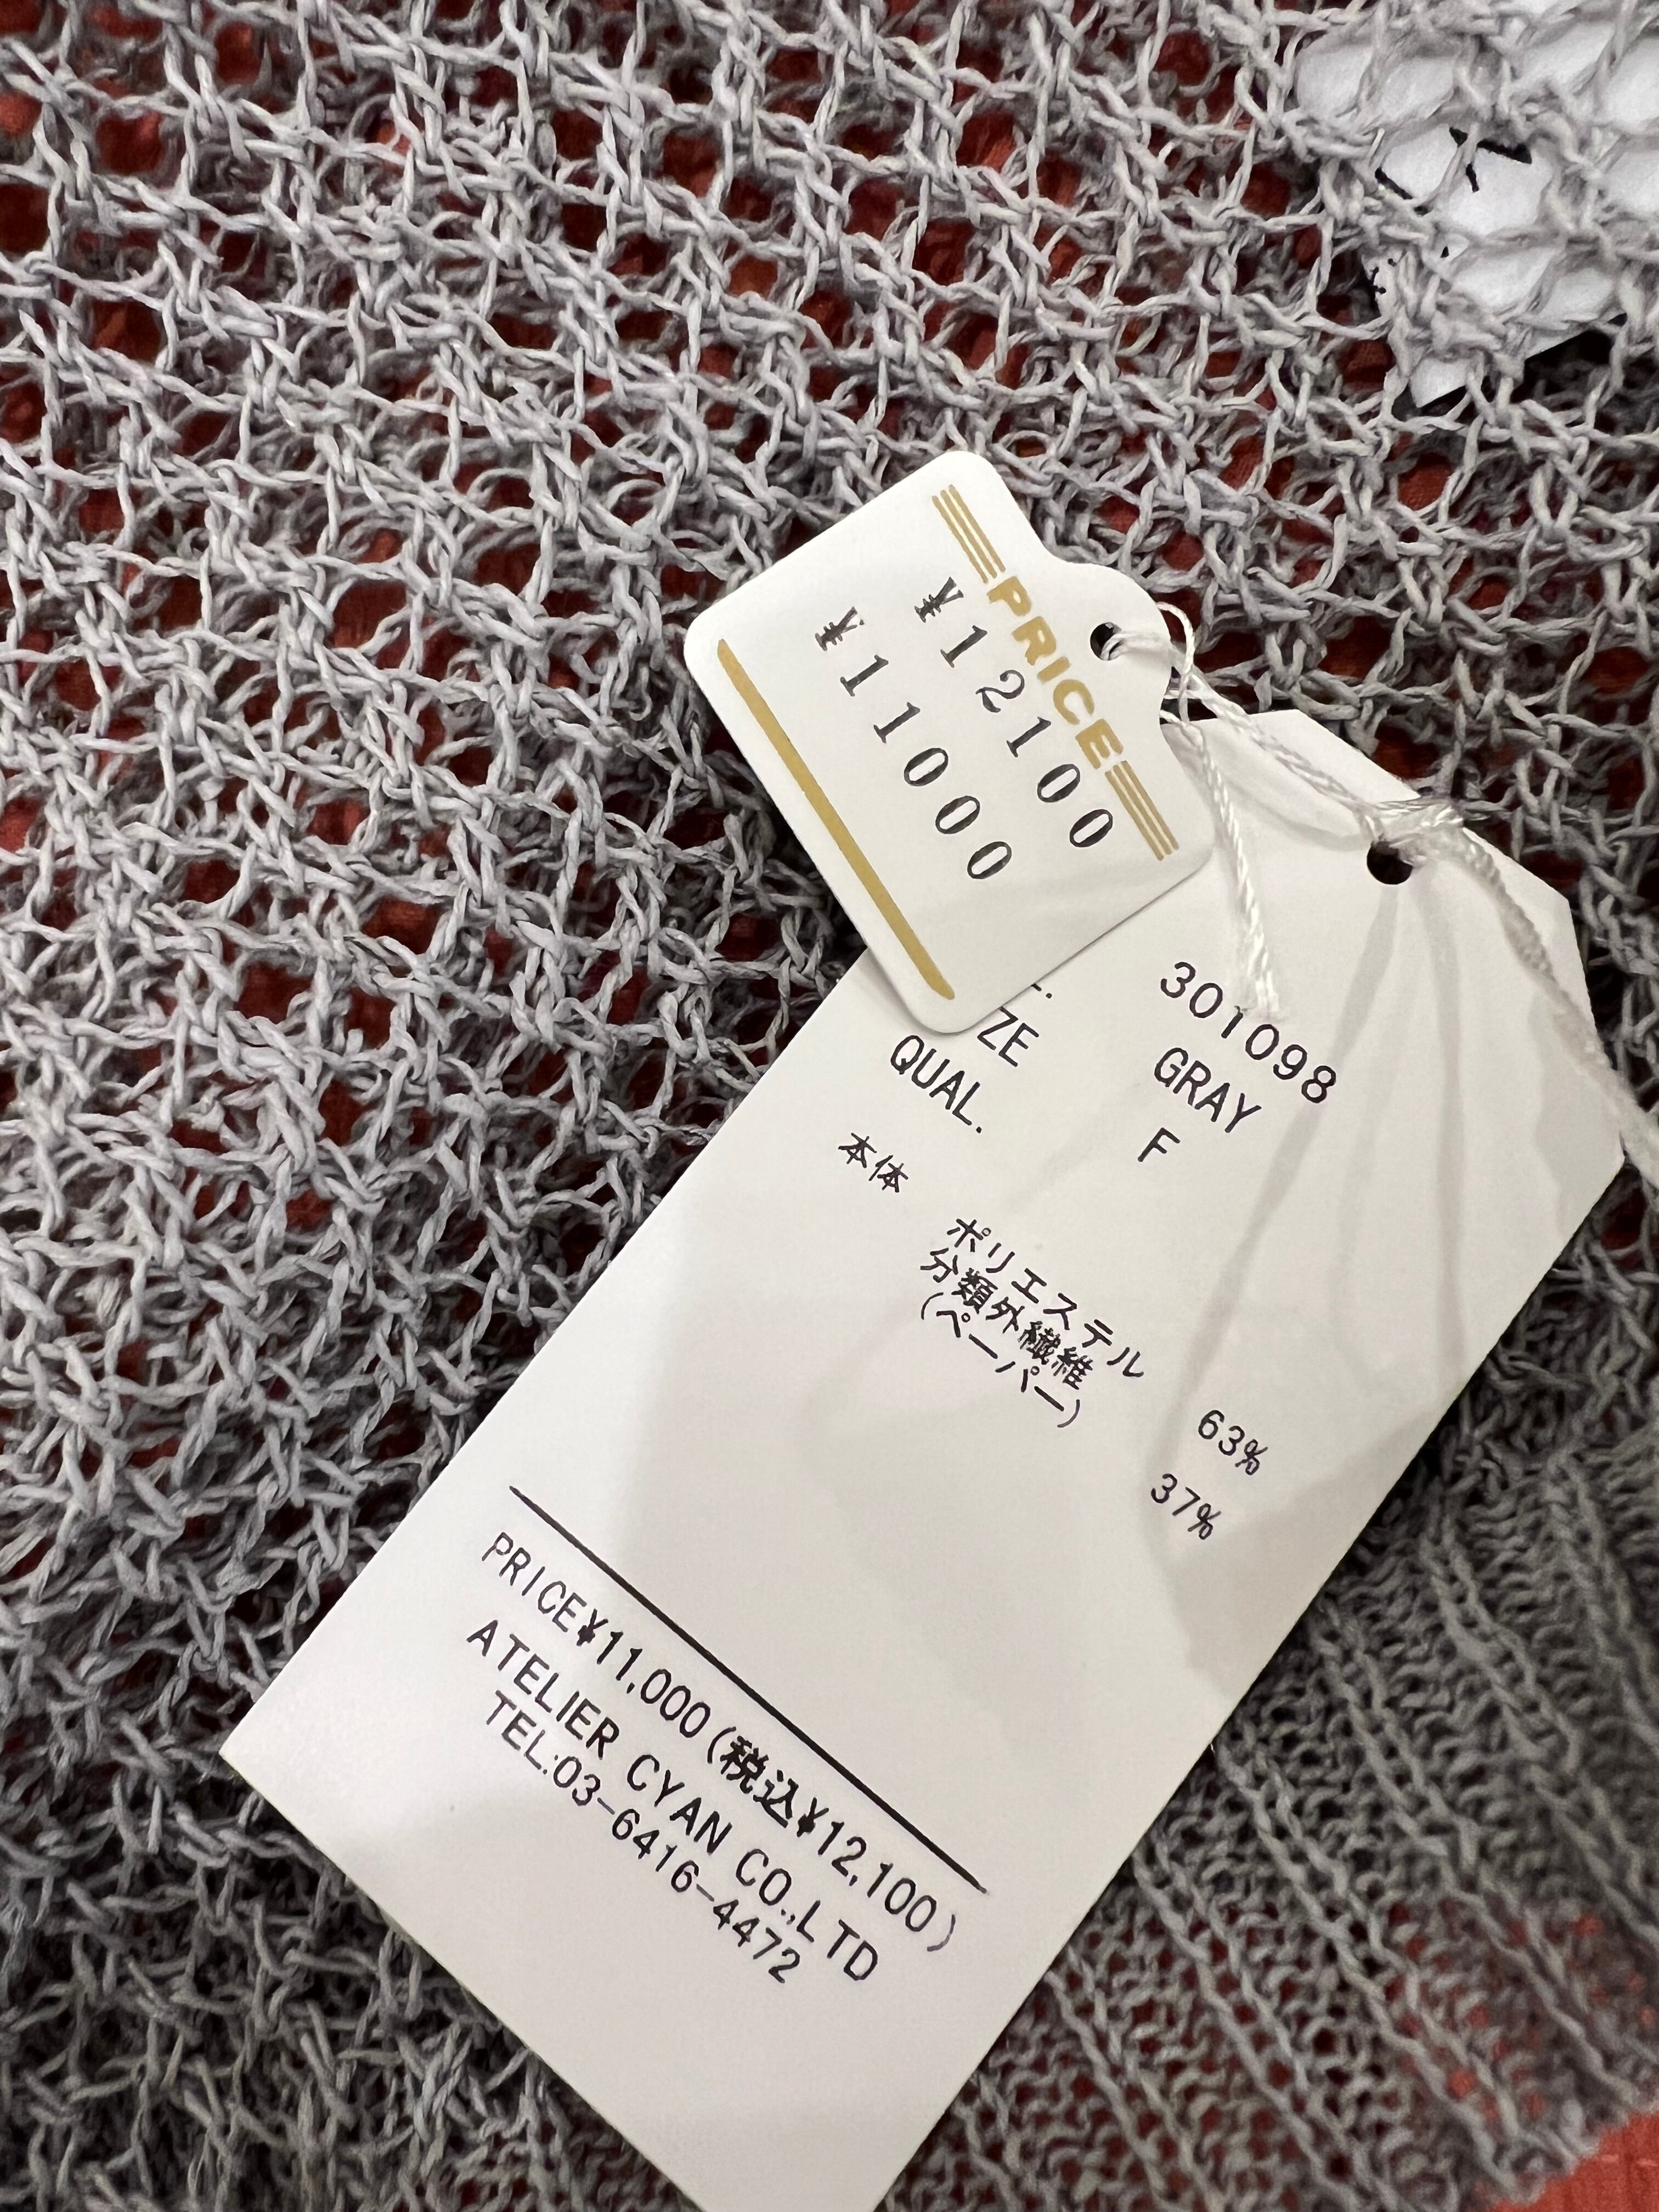 PRICE
¥12100
¥11000
301098
GRAY
ZE F
QUAL.
本体
ポリエステル 63%
分類外繊維 37%
(ペーパー)
PRICE¥11,000(税込¥12,100)
ATELIER CYAN CO.,LTD
TEL:03-6416-4472